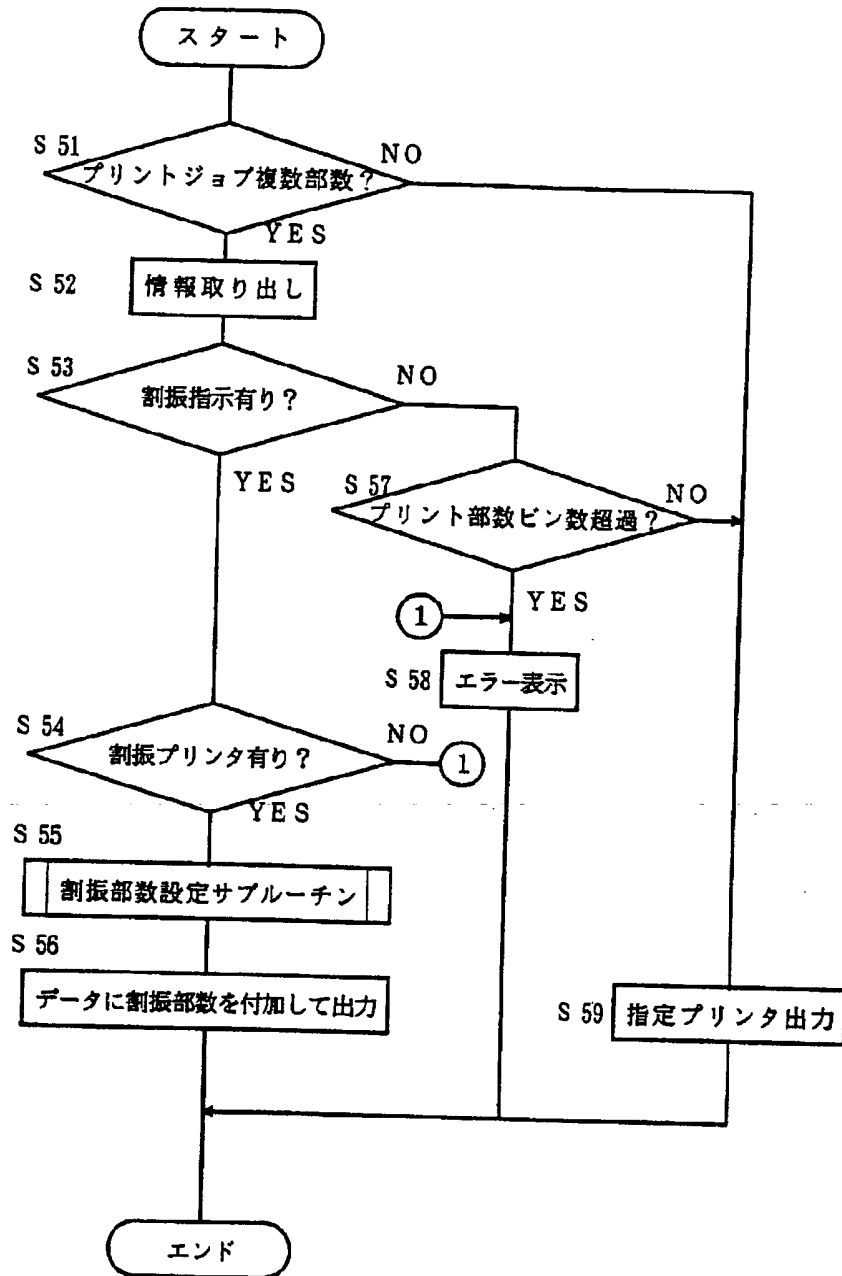 スタート
S 51
プリントジョブ複数部数?
NO
YES
S 52
情報取り出し
S 53
割振指示有り?
NO
YES
S 57
プリント部数ビン数超過?
NO
YES
1
S 58
エラー表示
S 54
割振プリンタ有り?
NO
1
YES
S 55
割振部数設定サブルーチン
S 56
データに割振部数を付加して出力
S 59
指定プリンタ出力
エンド